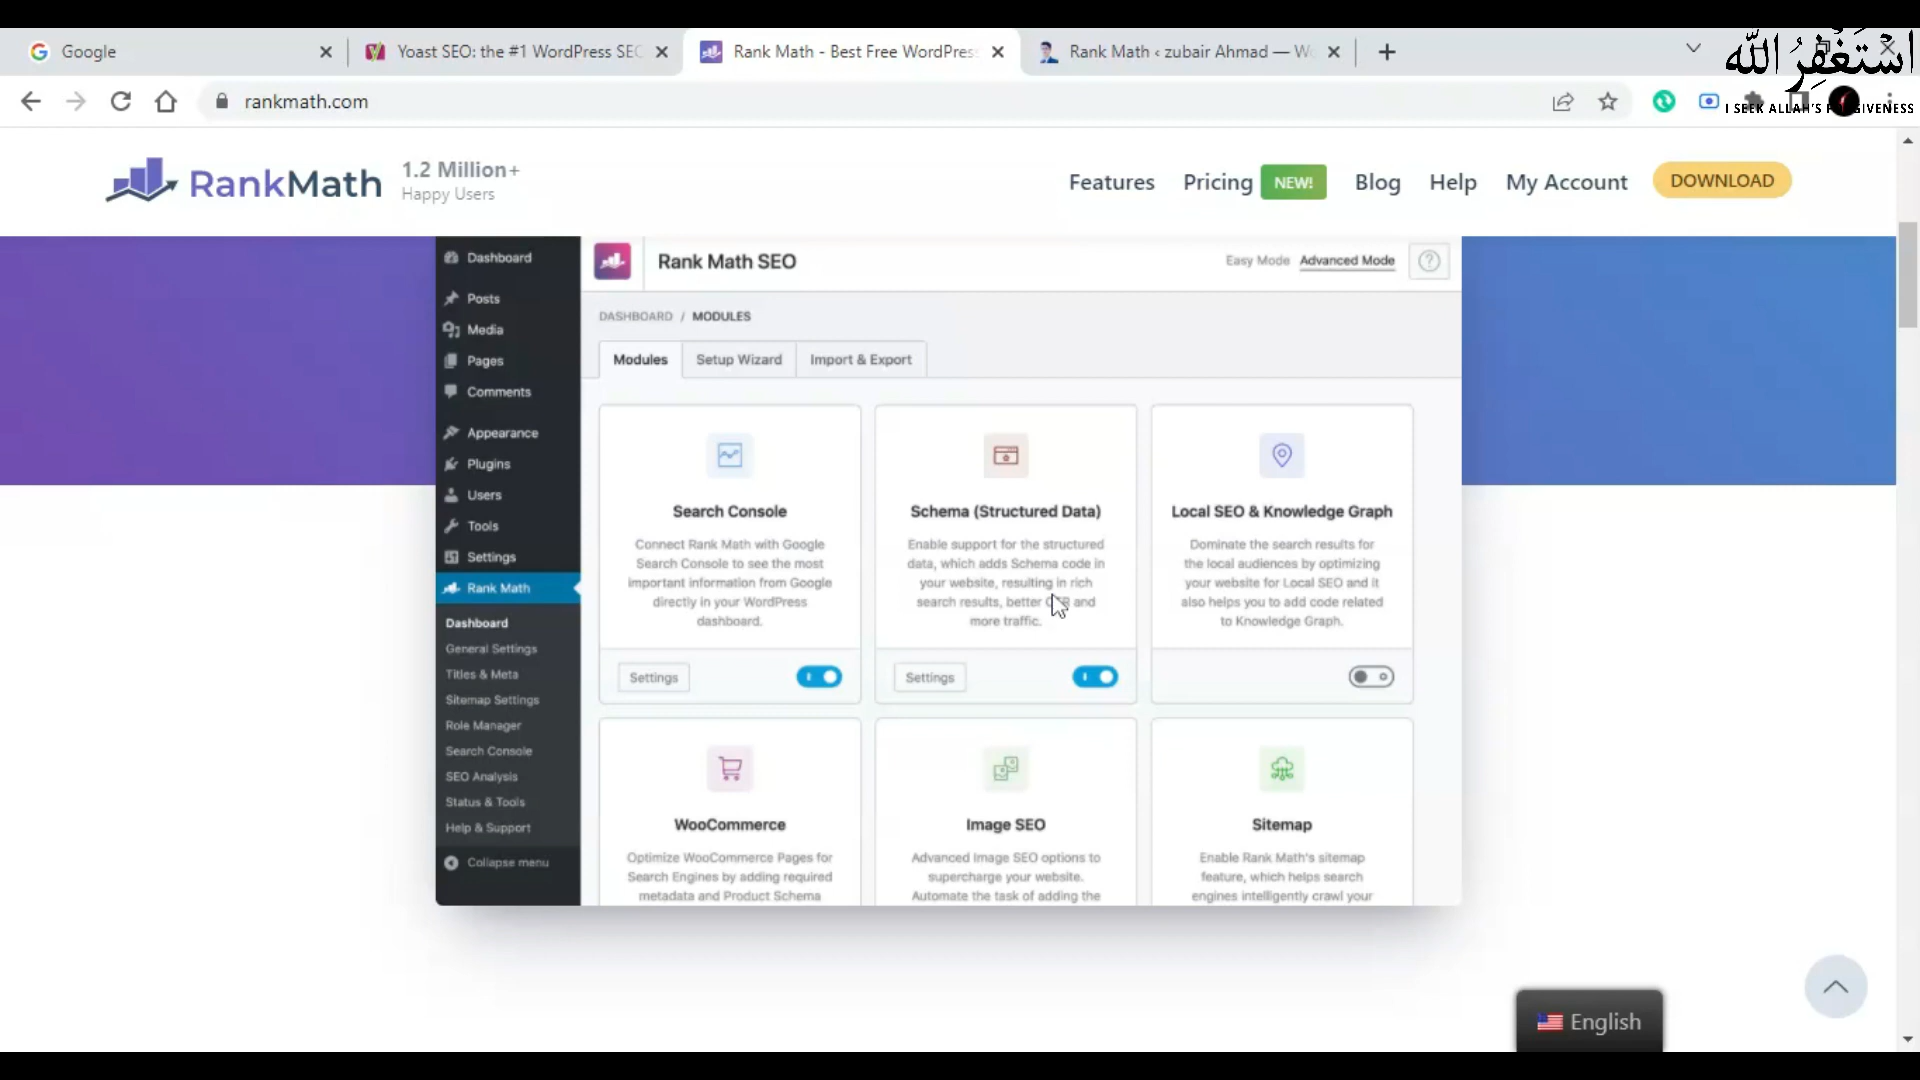 Google
Yoast SEO: the #1 WordPress SEO
Rank Math - Best Free WordPress
Rank Math ‹ zubair Ahmad — Wo
أَسْتَغْفِرُ اللّٰه
I SEEK ALLAH'S FORGIVENESS
rankmath.com
RankMath
1.2 Million+
Happy Users
Features
Pricing
NEW!
Blog
Help
My Account
DOWNLOAD
Dashboard
Posts
Media
Pages
Comments
Appearance
Plugins
Users
Tools
Settings
Rank Math
Dashboard
General Settings
Titles & Meta
Sitemap Settings
Role Manager
Search Console
SEO Analysis
Status & Tools
Help & Support
Collapse menu
Rank Math SEO
Easy Mode
Advanced Mode
DASHBOARD / MODULES
Modules
Setup Wizard
Import & Export
Search Console
Connect Rank Math with Google
Search Console to see the most
important information from Google
directly in your WordPress
dashboard.
Settings
Schema (Structured Data)
Enable support for the structured
data, which adds Schema code in
your website, resulting in rich
search results, better CTR and
more traffic.
Settings
Local SEO & Knowledge Graph
Dominate the search results for
the local audiences by optimizing
your website for Local SEO and it
also helps you to add code related
to Knowledge Graph.
WooCommerce
Optimize WooCommerce Pages for
Search Engines by adding required
metadata and Product Schema
Image SEO
Advanced Image SEO options to
supercharge your website.
Automate the task of adding the
Sitemap
Enable Rank Math's sitemap
feature, which helps search
engines intelligently crawl your
English